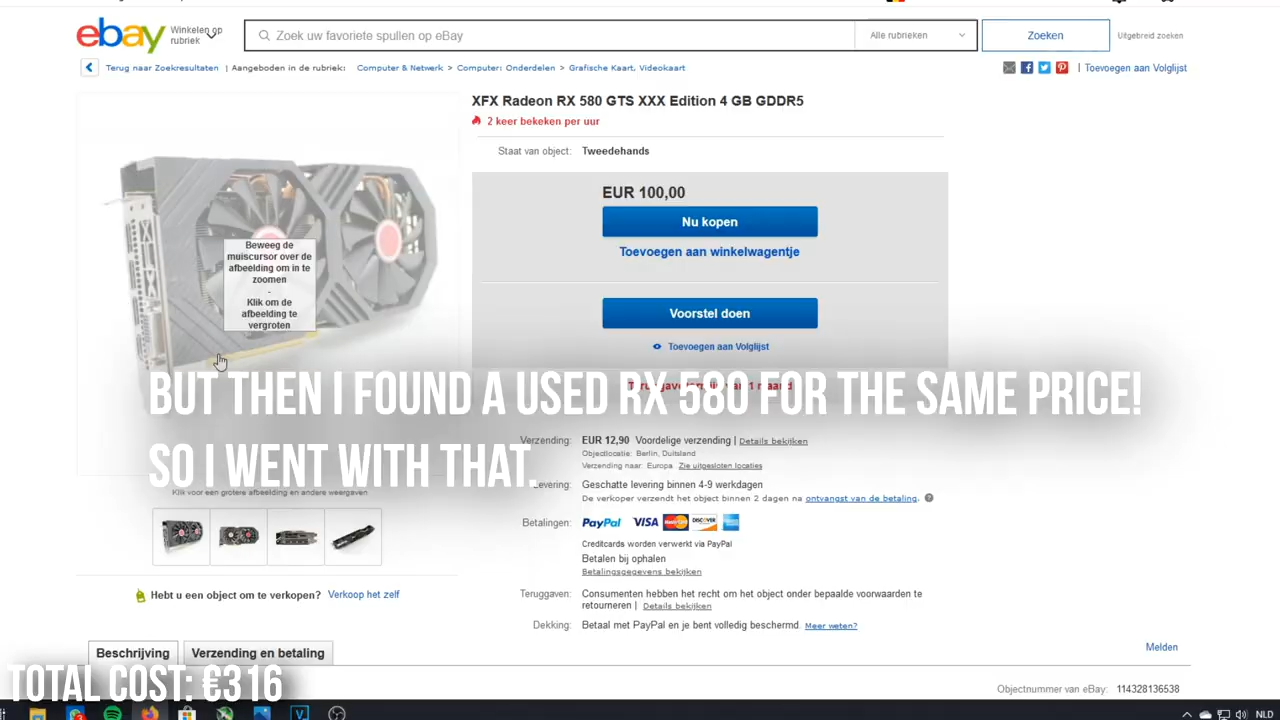 ebay
Winkelen op
rubriek
Zoek uw favoriete spullen op eBay
Alle rubrieken
Zoeken
Uitgebreid zoeken
Terug naar Zoekresultaten | Aangeboden in de rubriek: Computer & Netwerk > Computer: Onderdelen > Grafische Kaart, Videokaart
| Toevoegen aan Volglijst
XFX Radeon RX 580 GTS XXX Edition 4 GB GDDR5
2 keer bekeken per uur
Staat van object: Tweedehands
EUR 100,00
Nu kopen
Toevoegen aan winkelwagentje
Voorstel doen
Toevoegen aan Volglijst
Beweeg de
muiscursor over de
afbeelding om in te
zoomen
-
Klik om de
afbeelding te
vergroten
BUT THEN I FOUND A USED RX 580 FOR THE SAME PRICE!
SO I WENT WITH THAT.
Verzending: EUR 12,90 Voordelige verzending | Details bekijken
Objectlocatie: Berlin, Duitsland
Verzending naar: Europa Zie uitgesloten locaties
Levering: Geschatte levering binnen 4-9 werkdagen
De verkoper verzendt het object binnen 2 dagen na ontvangst van de betaling.
Klik voor een grotere afbeelding en andere weergaven
Betalingen: PayPal VISA MasterCard DISCOVER
Creditcards worden verwerkt via PayPal
Betalen bij ophalen
Betalingsgegevens bekijken
Teruggaven: Consumenten hebben het recht om het object onder bepaalde voorwaarden te
retourneren | Details bekijken
Dekking: Betaal met PayPal en je bent volledig beschermd Meer weten?
Hebt u een object om te verkopen? Verkoop het zelf
Beschrijving
Verzending en betaling
Melden
Objectnummer van eBay: 114328136538
TOTAL COST: €316
NLD